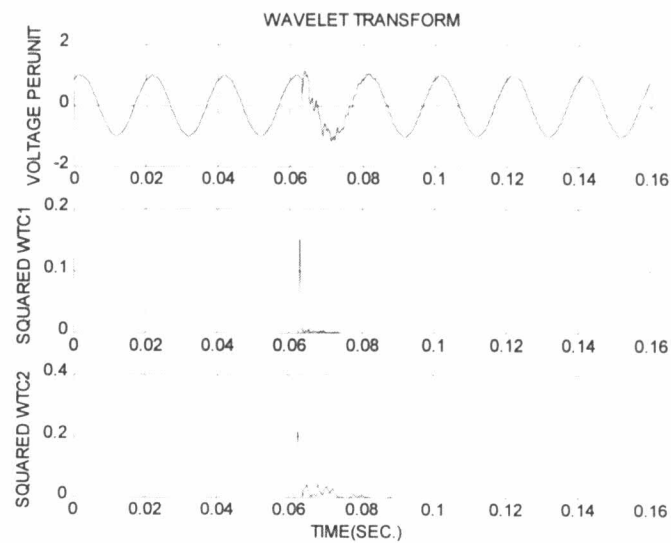 WAVELET TRANSFORM
VOLTAGE PERUNIT
2
0
-2
0 0.02 0.04 0.06 0.08 0.1 0.12 0.14 0.16
SQUARED WTC1
0.2
0.1
0
0 0.02 0.04 0.06 0.08 0.1 0.12 0.14 0.16
SQUARED WTC2
0.4
0.2
0
0 0.02 0.04 0.06 0.08 0.1 0.12 0.14 0.16
TIME(SEC.)